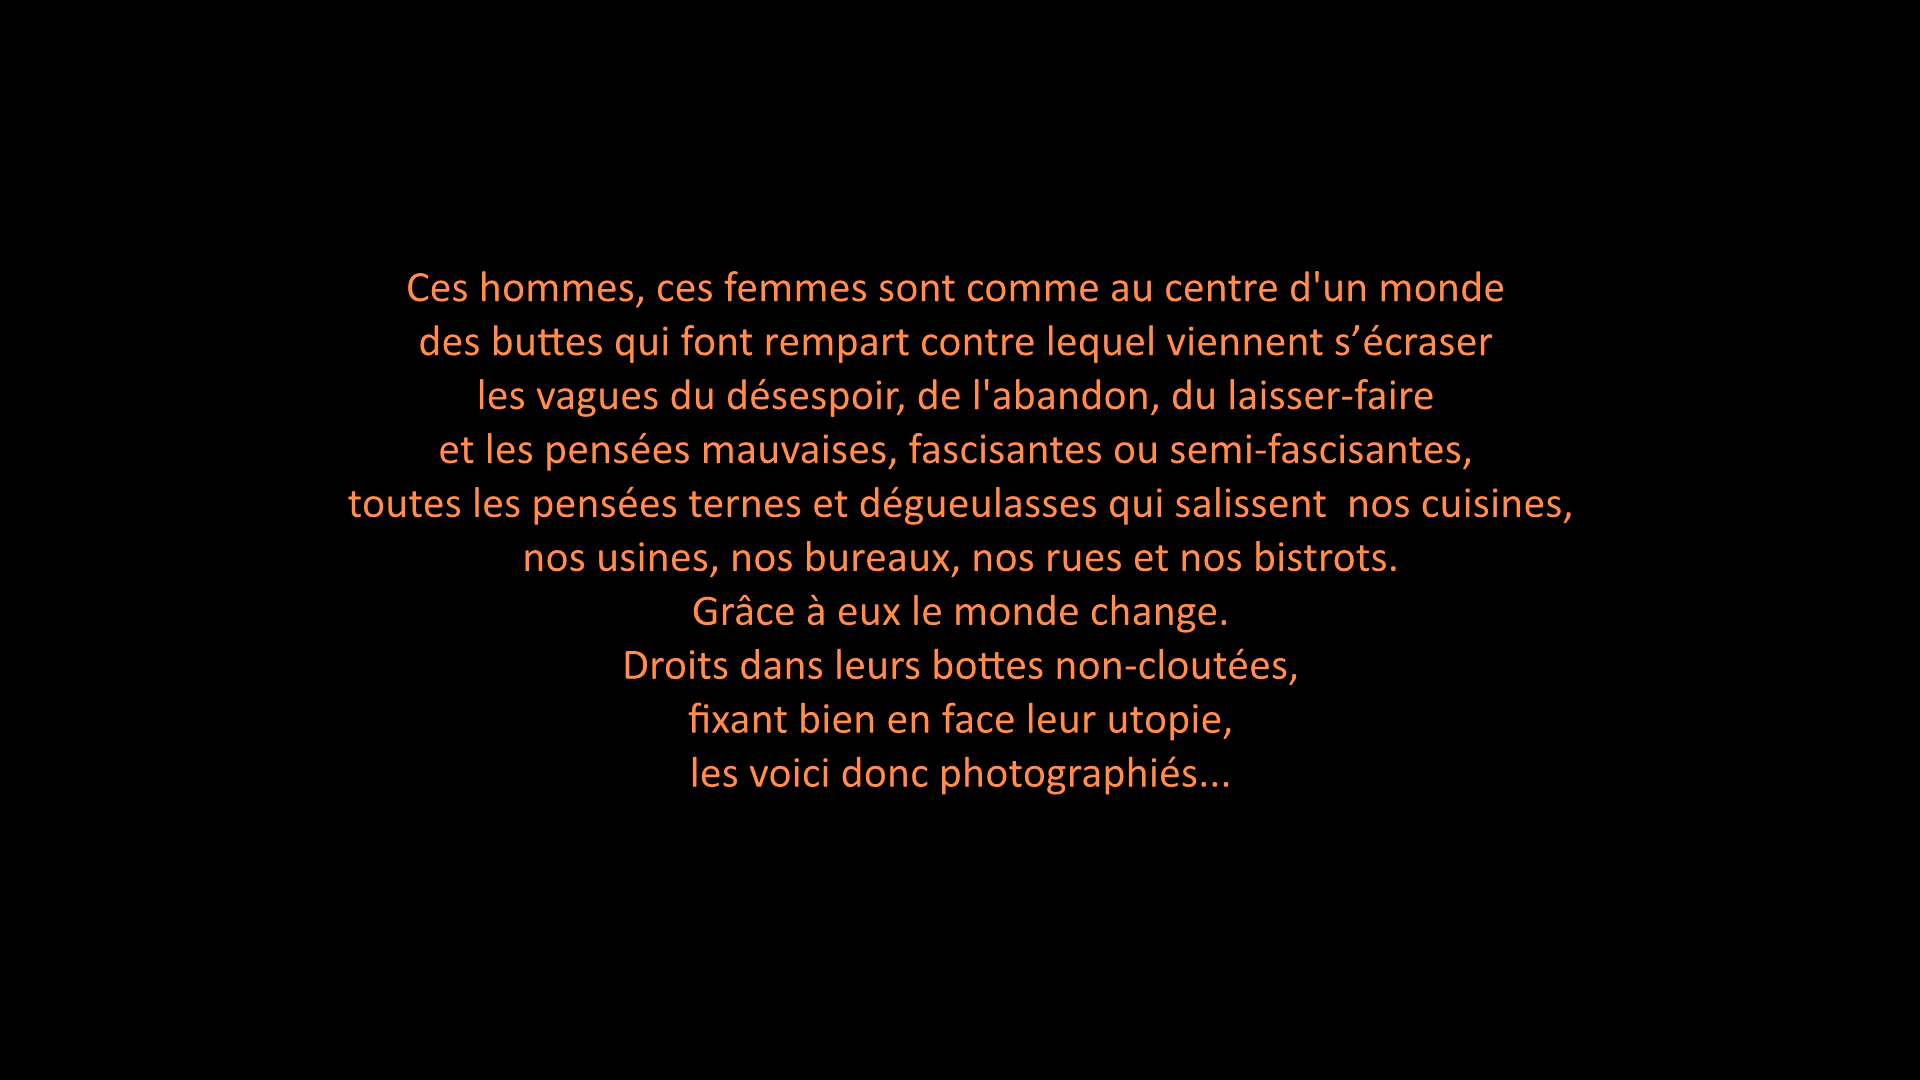 Ces hommes, ces femmes sont comme au centre d'un monde
des buttes qui font rempart contre lequel viennent s’écraser
les vagues du désespoir, de l'abandon, du laisser-faire
et les pensées mauvaises, fascisantes ou semi-fascisantes,
toutes les pensées ternes et dégueulasses qui salissent  nos cuisines,
nos usines, nos bureaux, nos rues et nos bistrots.
Grâce à eux le monde change.
Droits dans leurs bottes non-cloutées,
fixant bien en face leur utopie,
les voici donc photographiés...